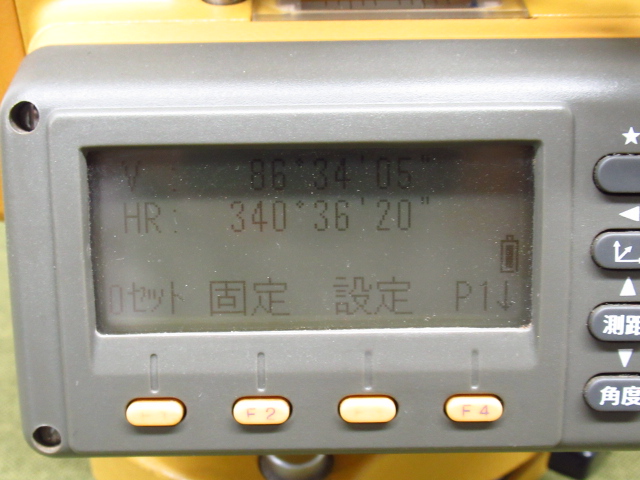 V : 86°34'05"
HR: 340°36'20"
0ｾｯﾄ 固定 設定 P1↓
F2 F4
★
◀
▲
測距
▼
角度